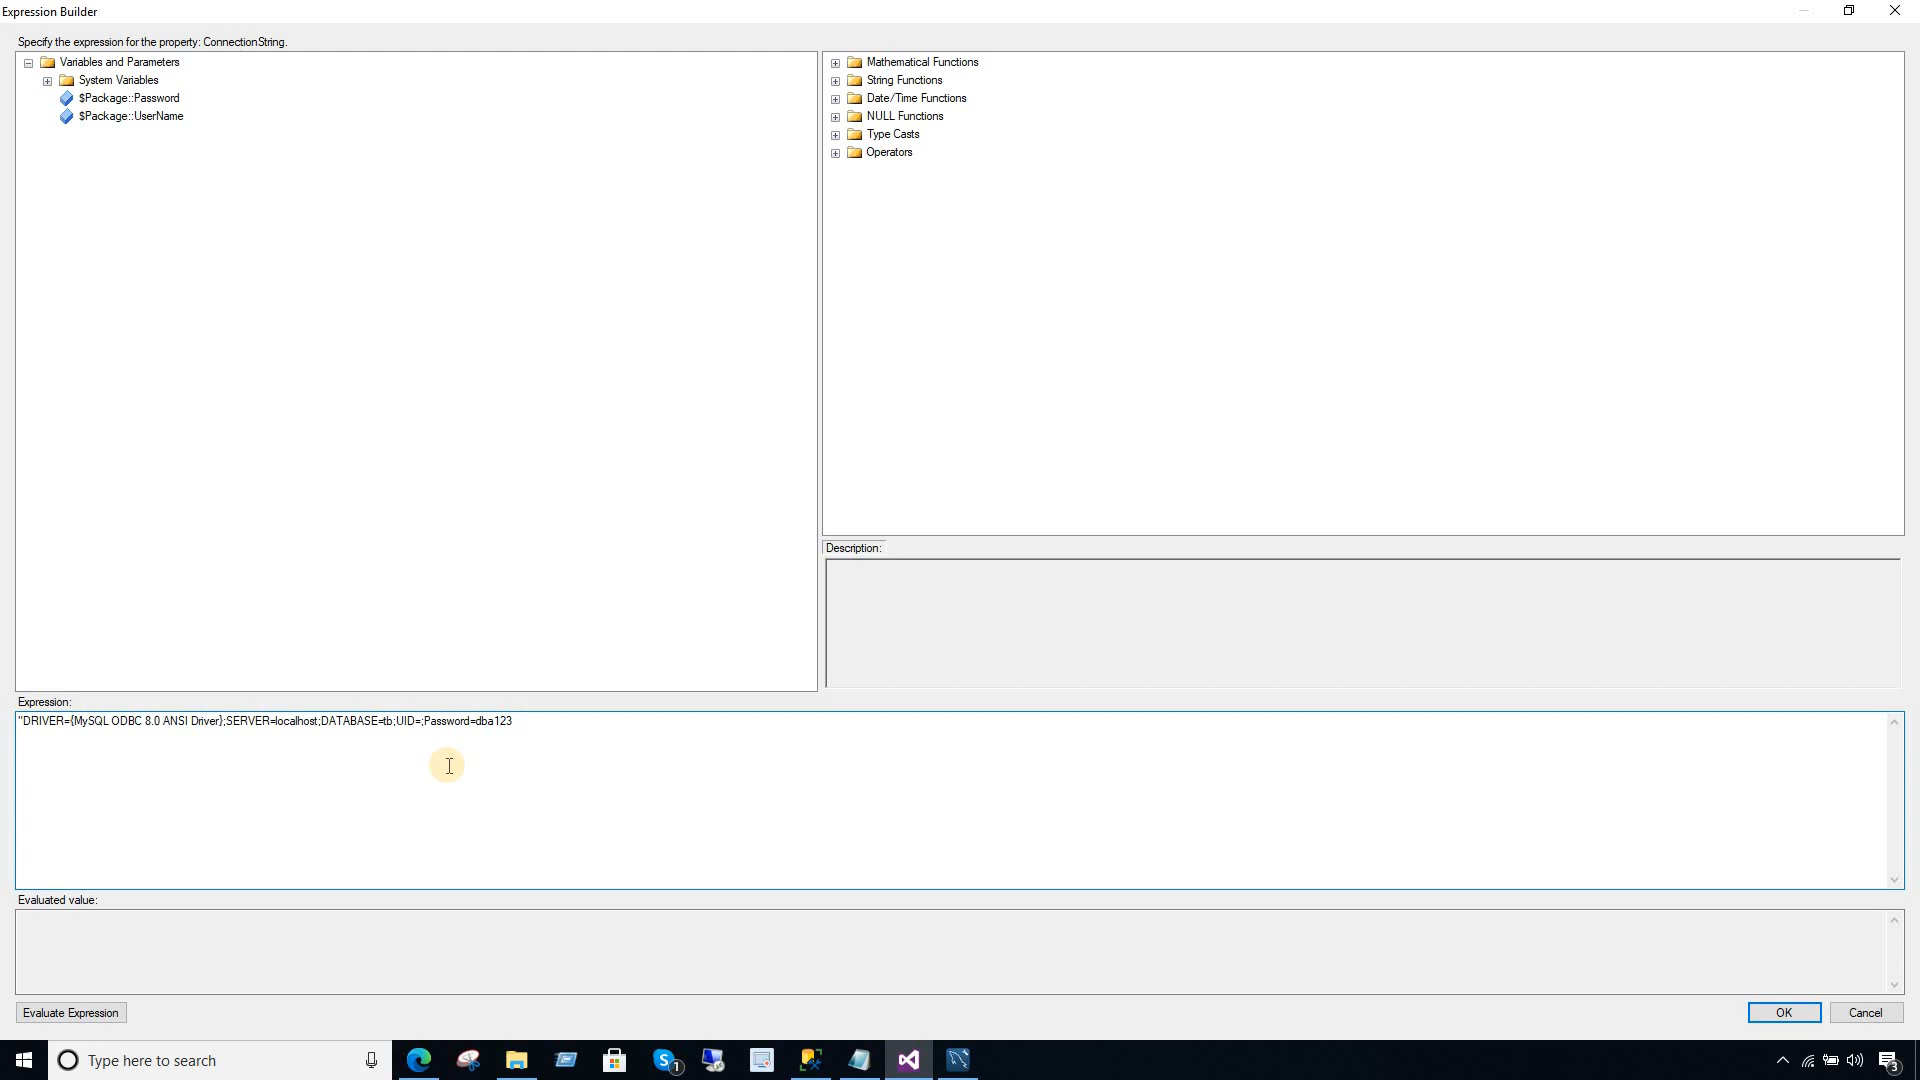 Expression Builder
Specify the expression for the property: ConnectionString.
Variables and Parameters
System Variables
$Package::Password
$Package::UserName
Mathematical Functions
String Functions
Date/Time Functions
NULL Functions
Type Casts
Operators
Description:
Expression:
"DRIVER={MySQL ODBC 8.0 ANSI Driver};SERVER=localhost;DATABASE=tb;UID=;Password=dba123
Evaluated value:
Evaluate Expression
OK
Cancel
Type here to search
1
3